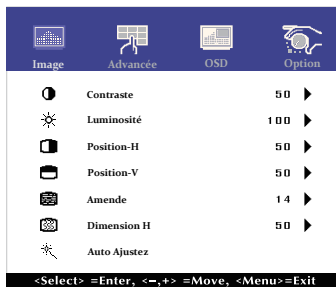 Image Advancée OSD Option
Contraste 50
Luminosité 100
Position-H 50
Position-V 50
Amende 14
Dimension H 50
Auto Ajustez
<Select> =Enter, <−,+> =Move, <Menu>=Exit